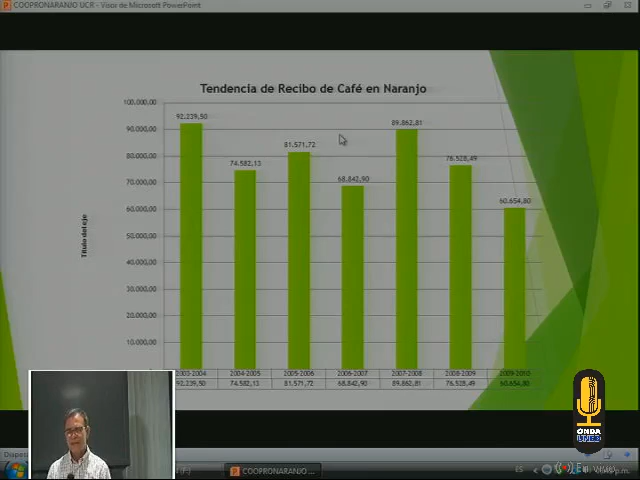 COOPRONARANJO UCR - Visor de Microsoft PowerPoint
Tendencia de Recibo de Café en Naranjo
100.000,00
90.000,00
80.000,00
70.000,00
60.000,00
50.000,00
40.000,00
30.000,00
20.000,00
10.000,00
Título del eje
92.239,50
74.582,13
81.571,72
68.842,90
89.862,81
76.528,49
60.654,80
2003-2004 2004-2005 2005-2006 2006-2007 2007-2008 2008-2009 2009-2010
92.239,50 74.582,13 81.571,72 68.842,90 89.862,81 76.528,49 60.654,80
ONDA
UNED
COOPRONARANJO ...
ES
En vivo